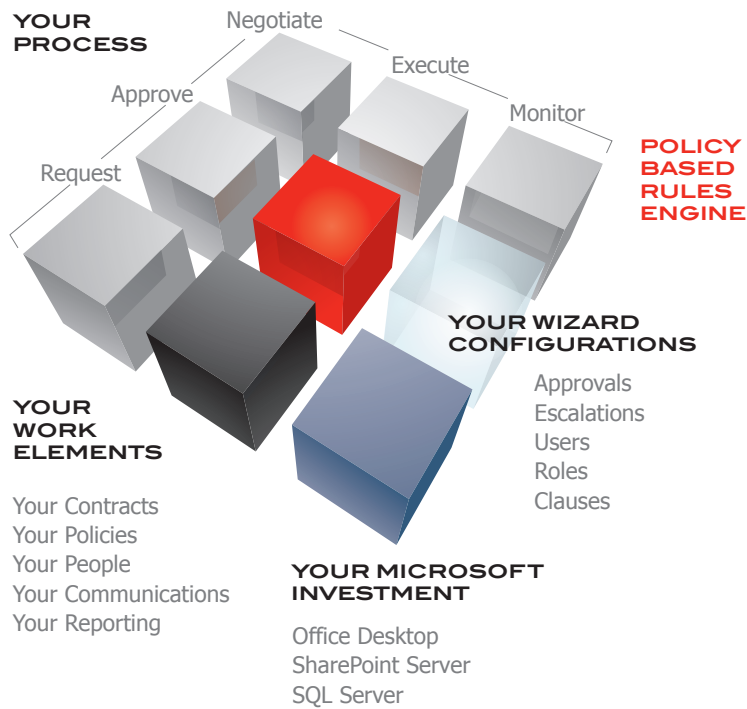 YOUR
PROCESS
Negotiate
Execute
Approve
Monitor
Request
POLICY
BASED
RULES
ENGINE
YOUR WIZARD
CONFIGURATIONS
Approvals
Escalations
Users
Roles
Clauses
YOUR
WORK
ELEMENTS
Your Contracts
Your Policies
Your People
Your Communications
Your Reporting
YOUR MICROSOFT
INVESTMENT
Office Desktop
SharePoint Server
SQL Server